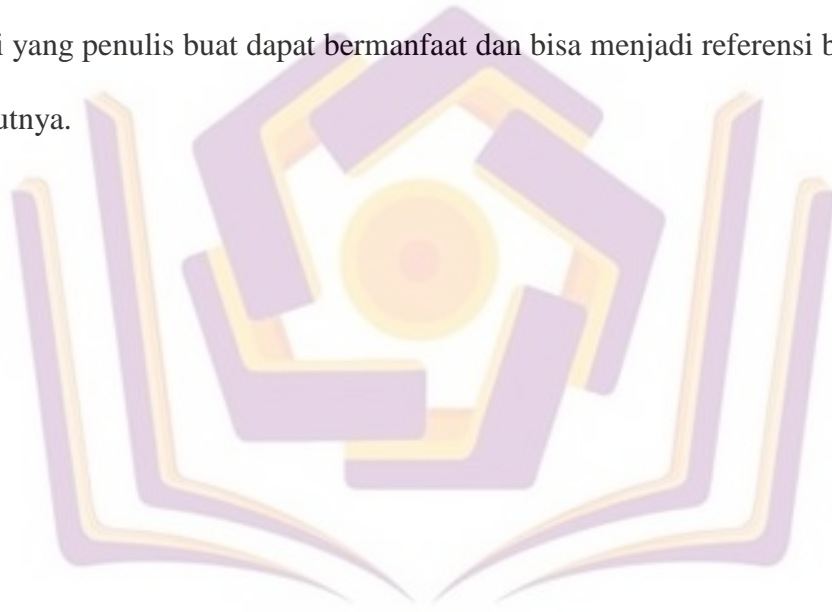 i yang penulis buat dapat bermanfaat dan bisa menjadi referensi b
utnya.